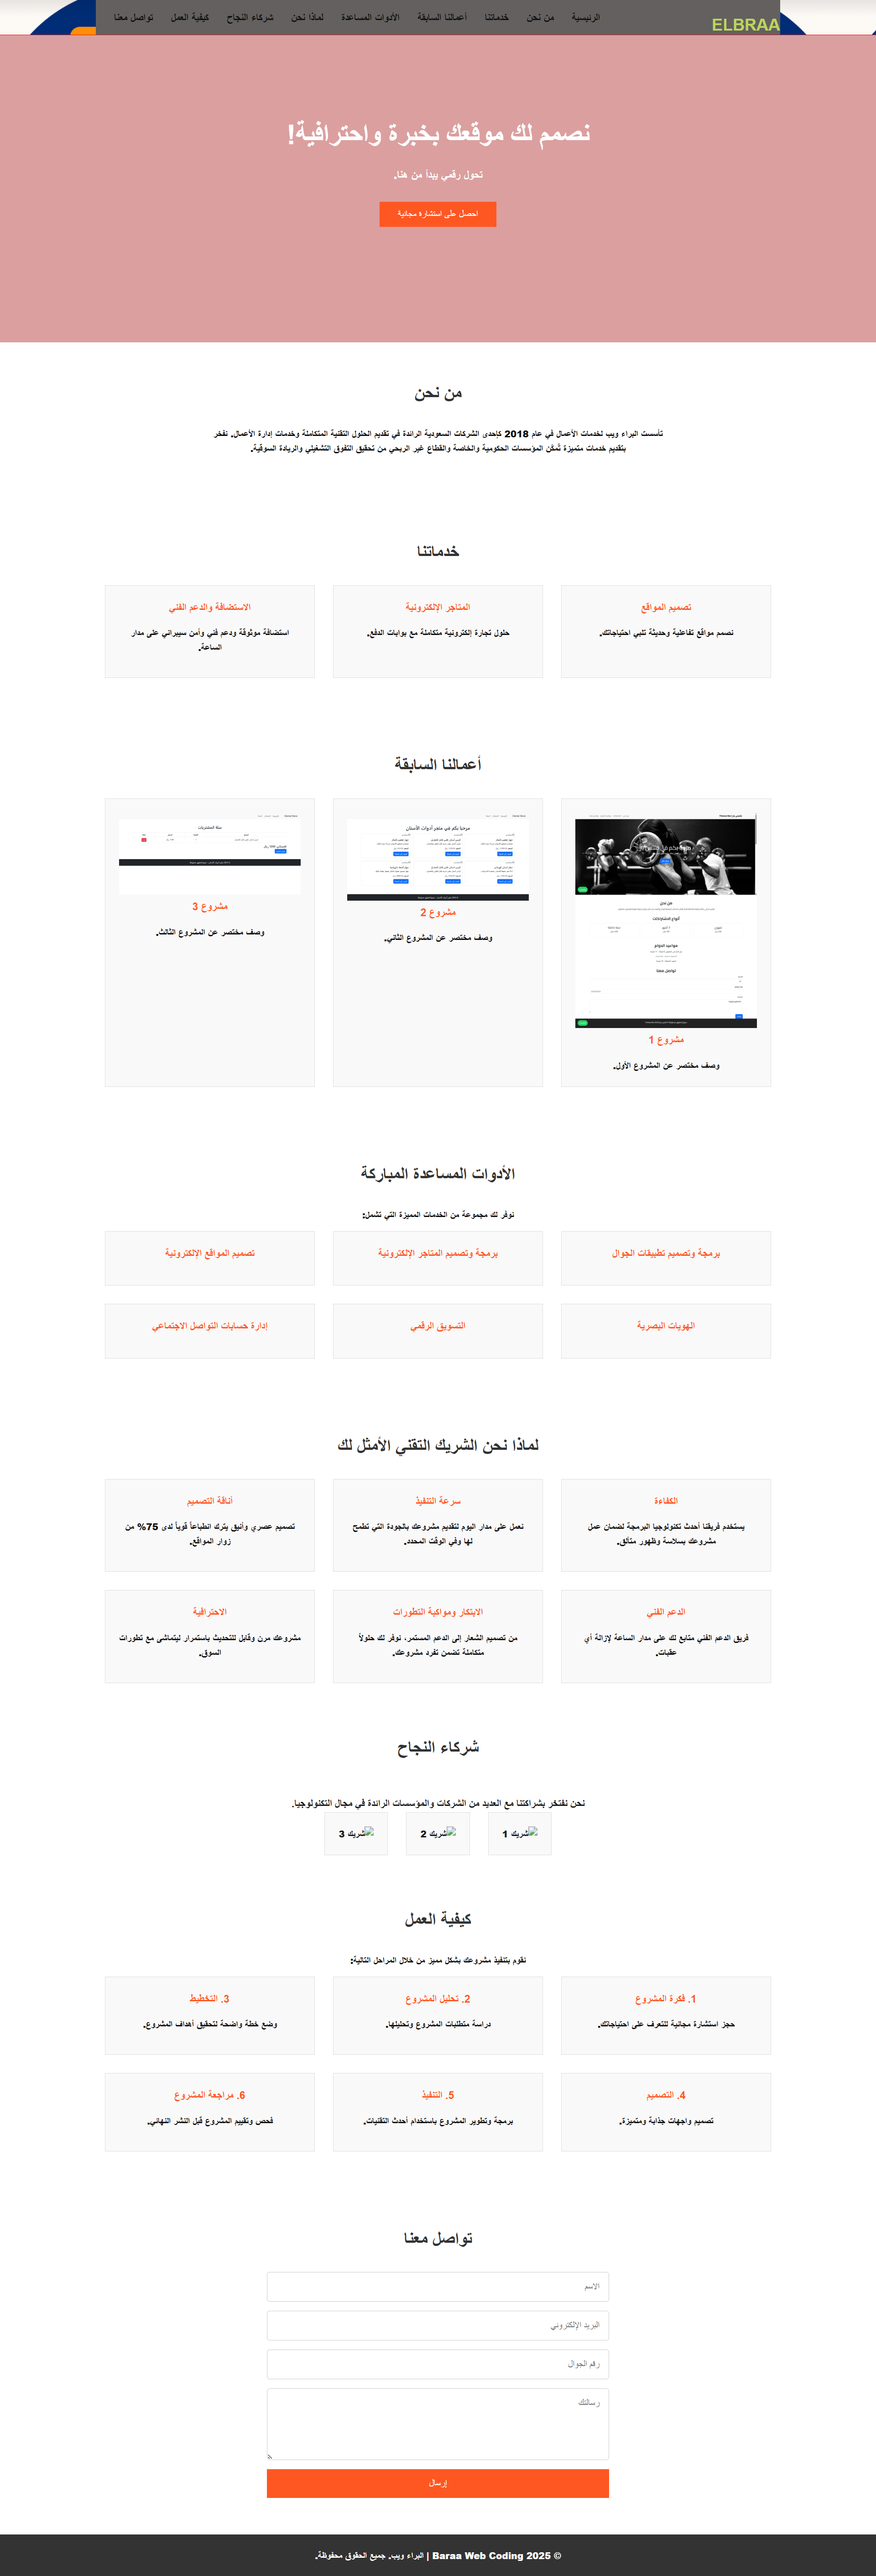 ELBRAA
الرئيسية
من نحن
خدماتنا
أعمالنا السابقة
الأدوات المساعدة
لماذا نحن
شركاء النجاح
كيفية العمل
تواصل معنا
نصمم لك موقعك بخبرة واحترافية!
تحول رقمي يبدأ من هنا.
احصل على استشارة مجانية
من نحن
تأسست البراء ويب لخدمات الأعمال في عام 2018 كإحدى الشركات السعودية الرائدة في تقديم الحلول التقنية المتكاملة وخدمات إدارة الأعمال. نفخر
بتقديم خدمات متميزة تُمكن المؤسسات الحكومية والخاصة والقطاع غير الربحي من تحقيق التفوق التشغيلي والريادة السوقية.
خدماتنا
تصميم المواقع
نصمم مواقع تفاعلية وحديثة تلبي احتياجاتك.
المتاجر الإلكترونية
حلول تجارة إلكترونية متكاملة مع بوابات الدفع.
الاستضافة والدعم الفني
استضافة موثوقة ودعم فني وأمن سيبراني على مدار
الساعة.
أعمالنا السابقة
مشروع 1
وصف مختصر عن المشروع الأول.
مرحبا بكم في متجر أدوات الأسنان
مشروع 2
وصف مختصر عن المشروع الثاني.
سلة المشتريات
مشروع 3
وصف مختصر عن المشروع الثالث.
من نحن
أنواع الاشتراكات
مواعيد الدوام
تواصل معنا
الأدوات المساعدة المباركة
نوفر لك مجموعة من الخدمات المميزة التي تشمل:
برمجة وتصميم تطبيقات الجوال
برمجة وتصميم المتاجر الإلكترونية
تصميم المواقع الإلكترونية
الهويات البصرية
التسويق الرقمي
إدارة حسابات التواصل الاجتماعي
لماذا نحن الشريك التقني الأمثل لك
الكفاءة
يستخدم فريقنا أحدث تكنولوجيا البرمجة لضمان عمل
مشروعك بسلاسة وظهور متألق.
سرعة التنفيذ
نعمل على مدار اليوم لتقديم مشروعك بالجودة التي تطمح
لها وفي الوقت المحدد.
أناقة التصميم
تصميم عصري وأنيق يترك انطباعاً قوياً لدى 75% من
زوار المواقع.
الدعم الفني
فريق الدعم الفني متابع لك على مدار الساعة لإزالة أي
عقبات.
الابتكار ومواكبة التطورات
من تصميم الشعار إلى الدعم المستمر، نوفر لك حلولاً
متكاملة تضمن تفرد مشروعك.
الاحترافية
مشروعك مرن وقابل للتحديث باستمرار ليتماشى مع تطورات
السوق.
شركاء النجاح
نحن نفتخر بشراكتنا مع العديد من الشركات والمؤسسات الرائدة في مجال التكنولوجيا.
شريك 1
شريك 2
شريك 3
كيفية العمل
نقوم بتنفيذ مشروعك بشكل مميز من خلال المراحل التالية:
1. فكرة المشروع
حجز استشارة مجانية للتعرف على احتياجاتك.
2. تحليل المشروع
دراسة متطلبات المشروع وتحليلها.
3. التخطيط
وضع خطة واضحة لتحقيق أهداف المشروع.
4. التصميم
تصميم واجهات جذابة ومتميزة.
5. التنفيذ
برمجة وتطوير المشروع باستخدام أحدث التقنيات.
6. مراجعة المشروع
فحص وتقييم المشروع قبل النشر النهائي.
تواصل معنا
الاسم
البريد الإلكتروني
رقم الجوال
رسالتك
إرسال
© 2025 Baraa Web Coding | البراء ويب. جميع الحقوق محفوظة.